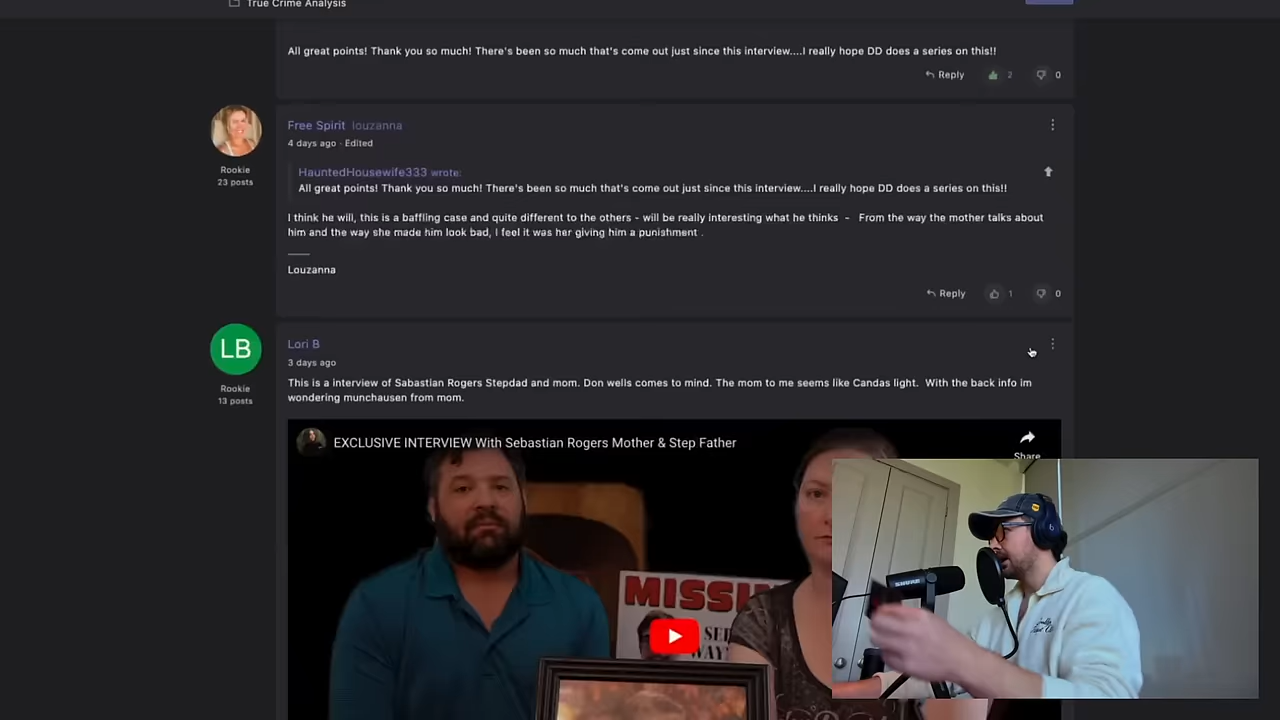 True Crime Analysis
All great points! Thank you so much! There's been so much that's come out just since this interview....I really hope DD does a series on this!!
Reply 2 0
Free Spirit louzanna
4 days ago · Edited
Rookie
23 posts
HauntedHousewife333 wrote:
All great points! Thank you so much! There's been so much that's come out just since this interview....I really hope DD does a series on this!!
I think he will, this is a baffling case and quite different to the others - will be really interesting what he thinks - From the way the mother talks about
him and the way she made him look bad, I feel it was her giving him a punishment .
Louzanna
Reply 1 0
LB
Lori B
3 days ago
Rookie
13 posts
This is a interview of Sabastian Rogers Stepdad and mom. Don wells comes to mind. The mom to me seems like Candas light. With the back info im
wondering munchausen from mom.
EXCLUSIVE INTERVIEW With Sebastian Rogers Mother & Step Father
Share
MISSIN
SEB
WAY
SHURE